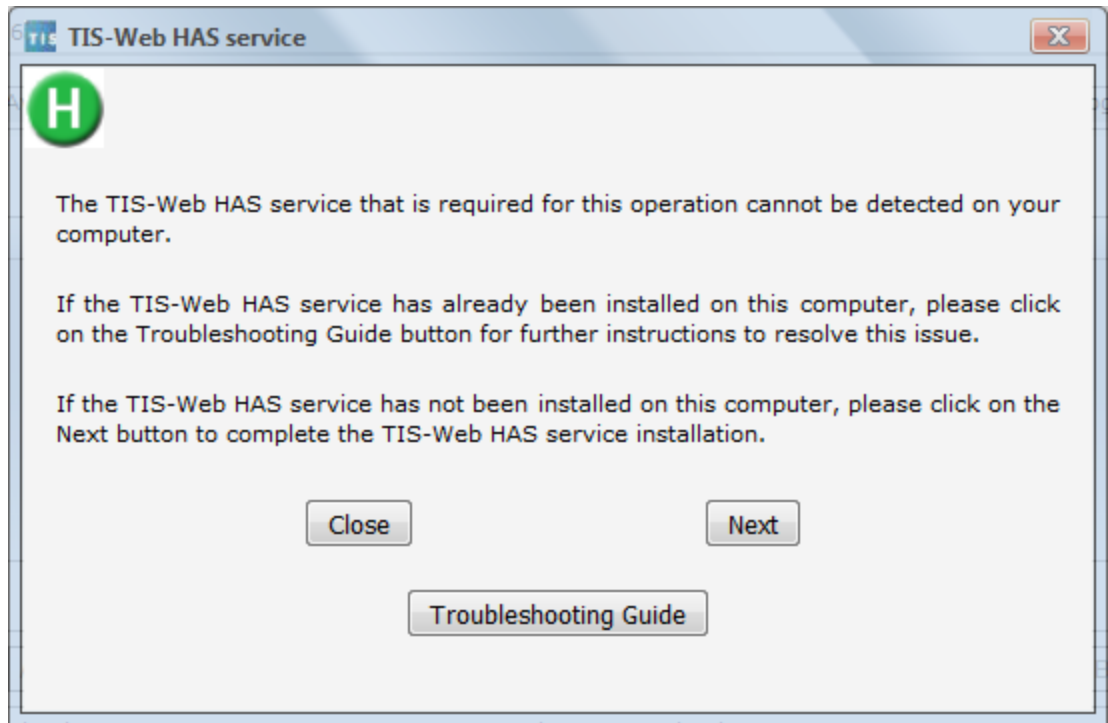 TIS TIS-Web HAS service
H
The TIS-Web HAS service that is required for this operation cannot be detected on your
computer.
If the TIS-Web HAS service has already been installed on this computer, please click
on the Troubleshooting Guide button for further instructions to resolve this issue.
If the TIS-Web HAS service has not been installed on this computer, please click on the
Next button to complete the TIS-Web HAS service installation.
Close Next
Troubleshooting Guide